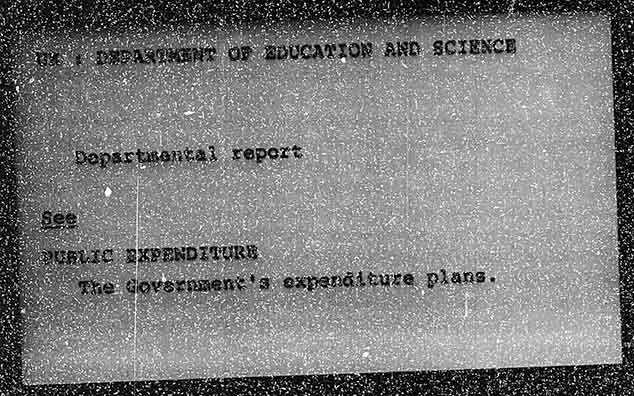 UK : DEPARTMENT OF EDUCATION AND SCIENCE
Departmental report
See
PUBLIC EXPENDITURE
The Government's expenditure plans.